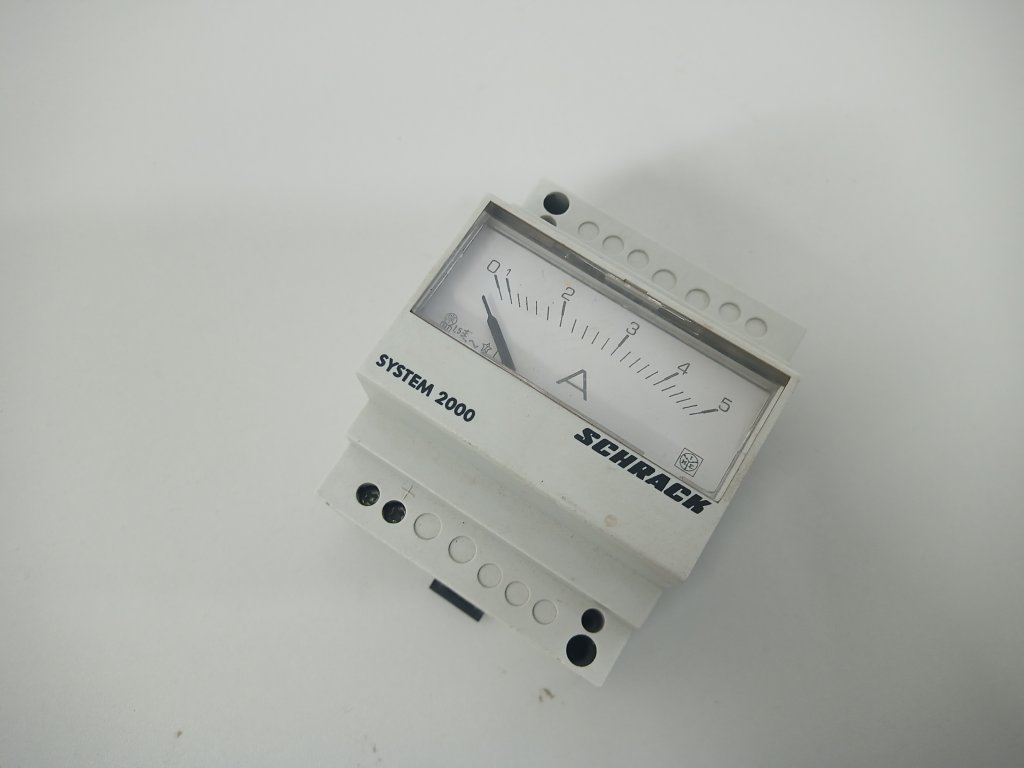 0 1 2 3 4 5
A
SYSTEM 2000
SCHRACK
+